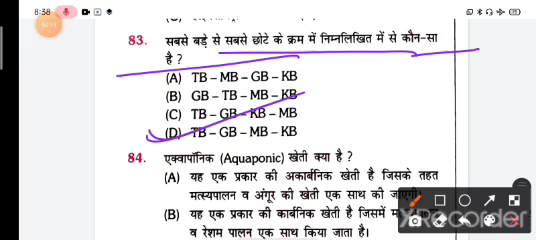 8:38
83. सबसे बड़े से सबसे छोटे के क्रम में निम्नलिखित में से कौन-सा
है ?
(A) TB – MB – GB – KB
(B) GB – TB – MB – KB
(C) TB – GB – KB – MB
(D) TB – GB – MB – KB
84. एक्वापॉनिक (Aquaponic) खेती क्या है ?
(A) यह एक प्रकार की अकार्बनिक खेती है जिसके तहत
मत्स्यपालन व अंगूर की खेती एक साथ की जाएगी।
(B) यह एक प्रकार की कार्बनिक खेती है जिसमें
व रेशम पालन एक साथ किया जाता है।
XRecorder